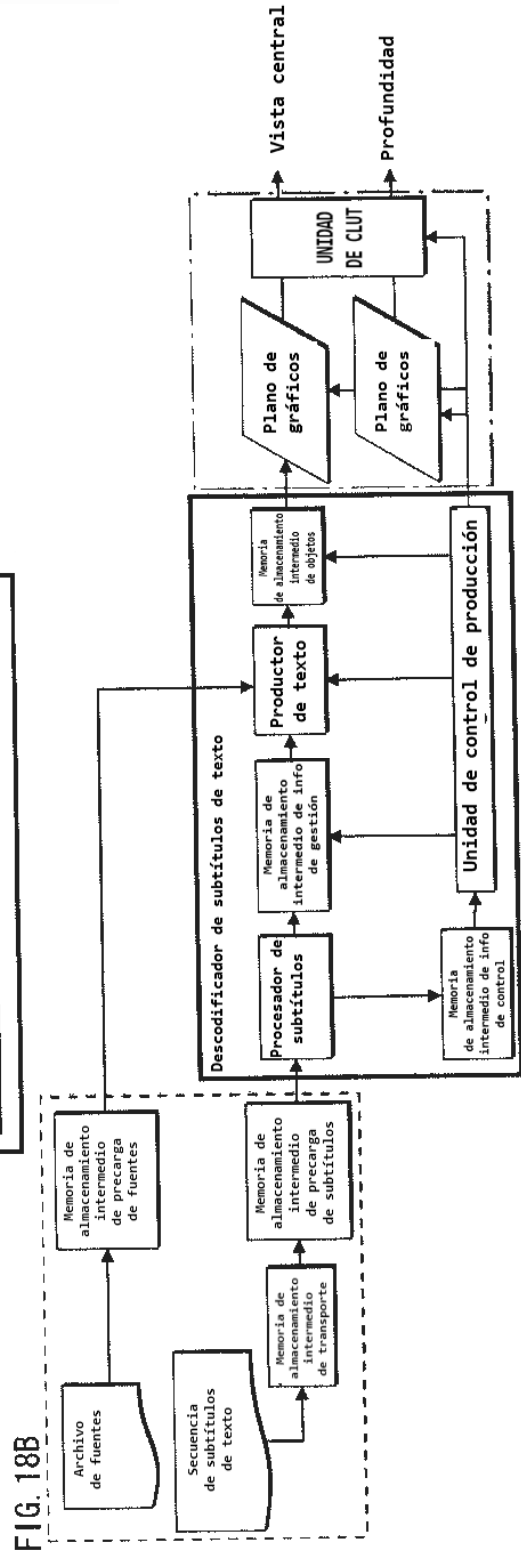 FIG. 18B
Archivo
de fuentes
Memoria de
almacenamiento
intermedio
de precarga
de fuentes
Secuencia
de subtítulos
de texto
Memoria de
almacenamiento
intermedio
de transporte
Memoria de
almacenamiento
intermedio
de precarga
de subtítulos
Descodificador de subtítulos de texto
Procesador de
subtítulos
Memoria de
almacenamiento
intermedio de info
de gestión
Productor
de texto
Memoria
de almacenamiento
intermedio
de objetos
Memoria
de almacenamiento
intermedio de info
de control
Unidad de control de producción
Plano de
gráficos
Plano de
gráficos
UNIDAD
DE CLUT
Vista central
Profundidad